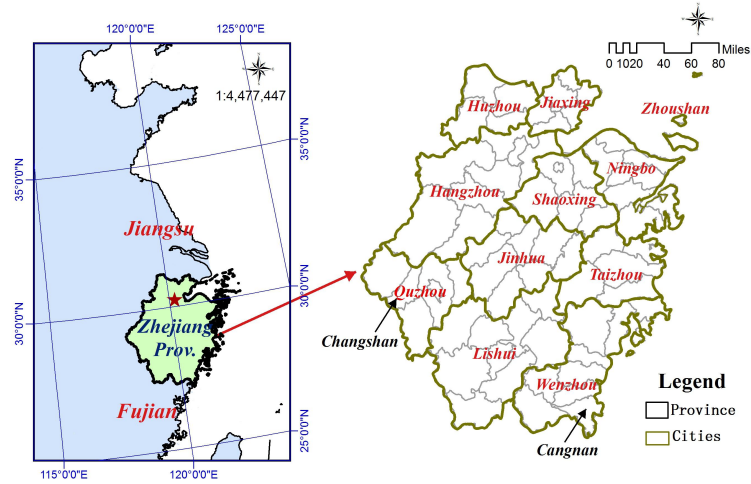 120°0'0"E
125°0'0"E
1:4,477,447
35°0'0"N
35°0'0"N
Jiangsu
30°0'0"N
30°0'0"N
Zhejiang
Prov.
Fujian
25°0'0"N
115°0'0"E
120°0'0"E
Miles
0 1020 40 60 80
Huzhou
Jiaxing
Zhoushan
Hangzhou
Shaoxing
Ningbo
Jinhua
Taizhou
Quzhou
Changshan
Lishui
Wenzhou
Cangnan
Legend
Province
Cities